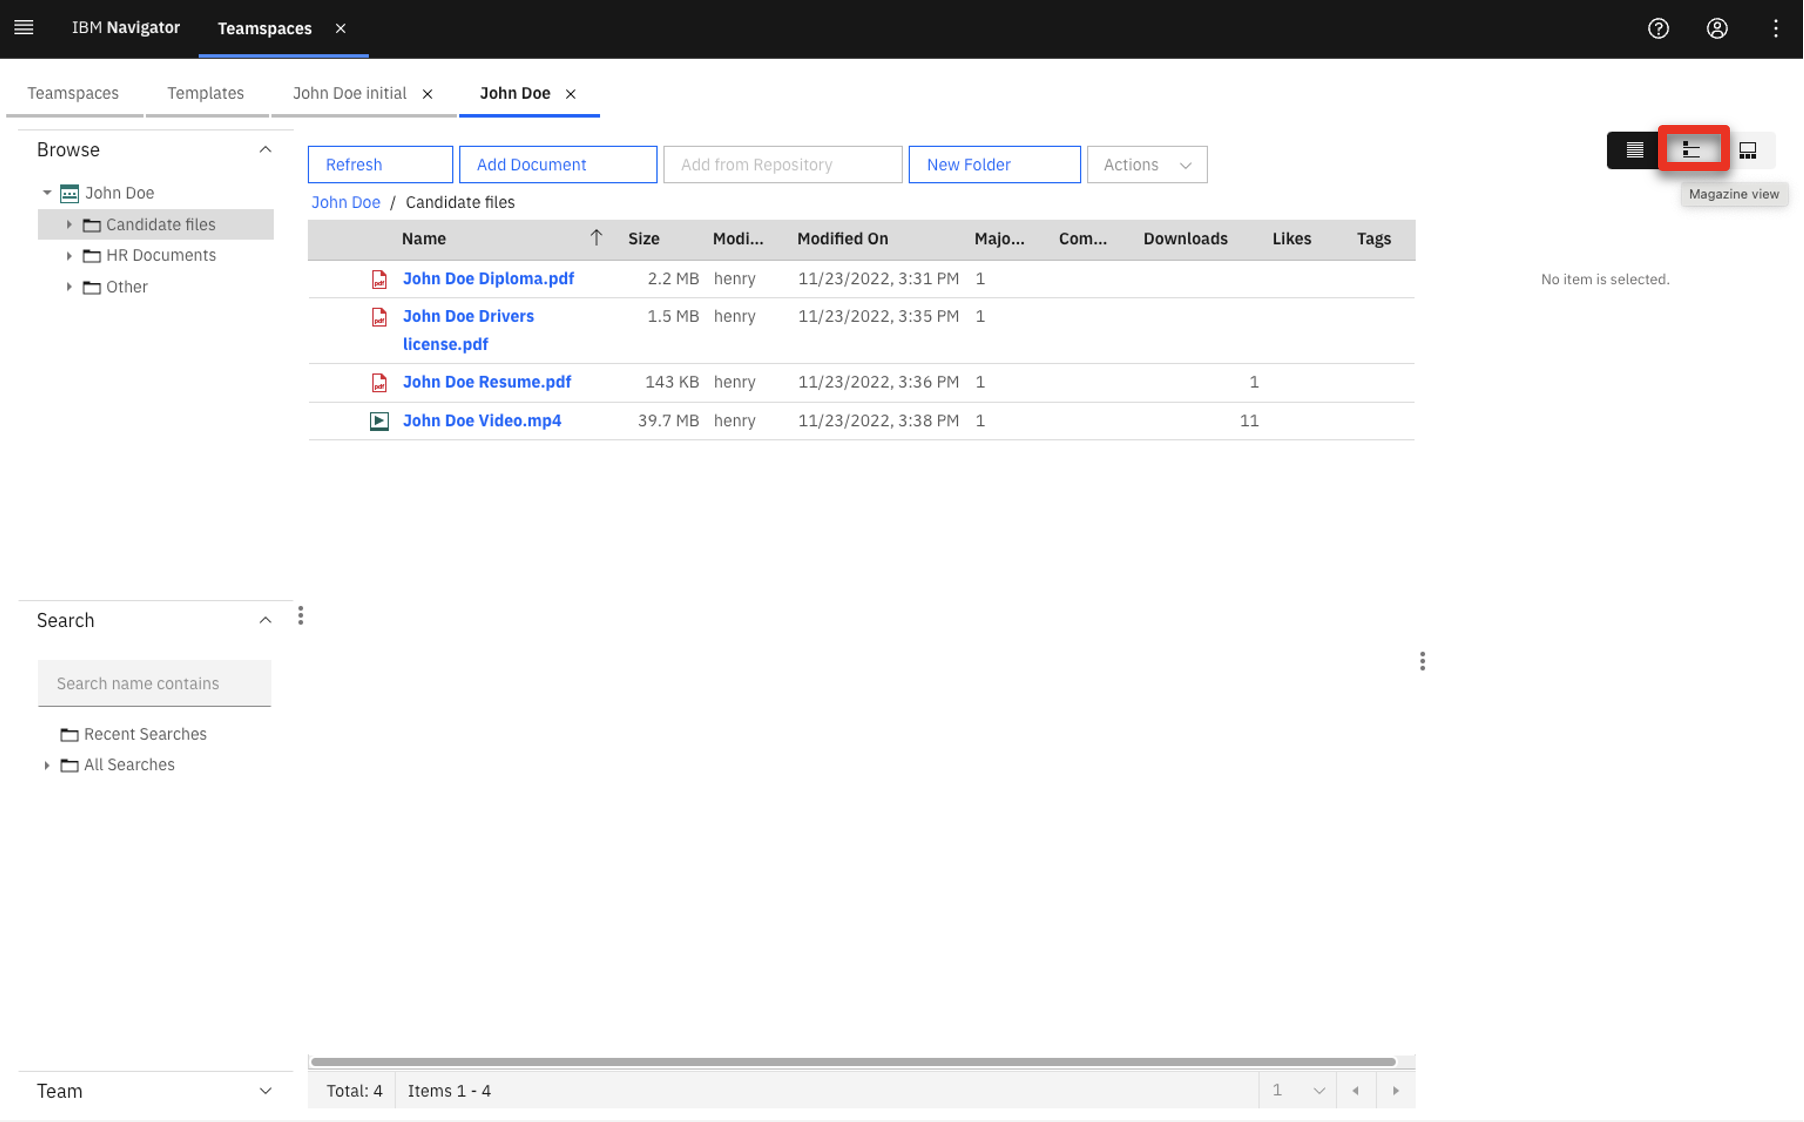 IBM Navigator
Teamspaces
Teamspaces
Templates
John Doe initial
John Doe
Browse
John Doe
Candidate files
HR Documents
Other
Refresh
Add Document
Add from Repository
New Folder
Actions
Magazine view
John Doe / Candidate files
Name Size Modi... Modified On Majo... Com... Downloads Likes Tags
pdf John Doe Diploma.pdf 2.2 MB henry 11/23/2022, 3:31 PM 1
pdf John Doe Drivers 1.5 MB henry 11/23/2022, 3:35 PM 1
license.pdf
pdf John Doe Resume.pdf 143 KB henry 11/23/2022, 3:36 PM 1 1
John Doe Video.mp4 39.7 MB henry 11/23/2022, 3:38 PM 1 11
No item is selected.
Search
Search name contains
Recent Searches
All Searches
Team
Total: 4 Items 1 - 4 1